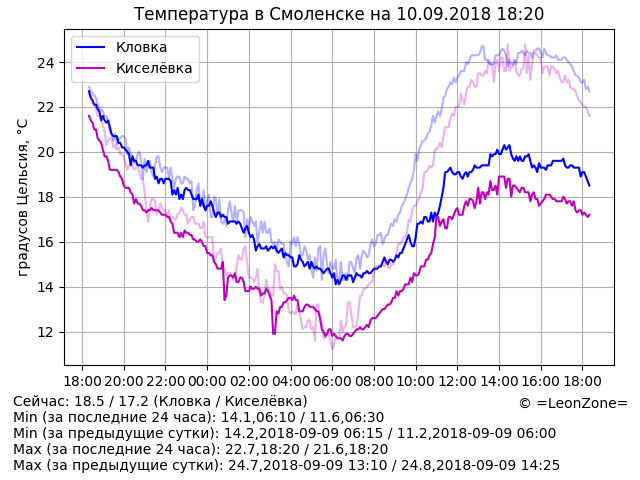 Температура в Смоленске на 10.09.2018 18:20
Кловка
Киселёвка
градусов Цельсия, °C
24
22
20
18
16
14
12
18:00 20:00 22:00 00:00 02:00 04:00 06:00 08:00 10:00 12:00 14:00 16:00 18:00
Сейчас: 18.5 / 17.2 (Кловка / Киселёвка)
© =LeonZone=
Min (за последние 24 часа): 14.1,06:10 / 11.6,06:30
Min (за предыдущие сутки): 14.2,2018-09-09 06:15 / 11.2,2018-09-09 06:00
Max (за последние 24 часа): 22.7,18:20 / 21.6,18:20
Max (за предыдущие сутки): 24.7,2018-09-09 13:10 / 24.8,2018-09-09 14:25